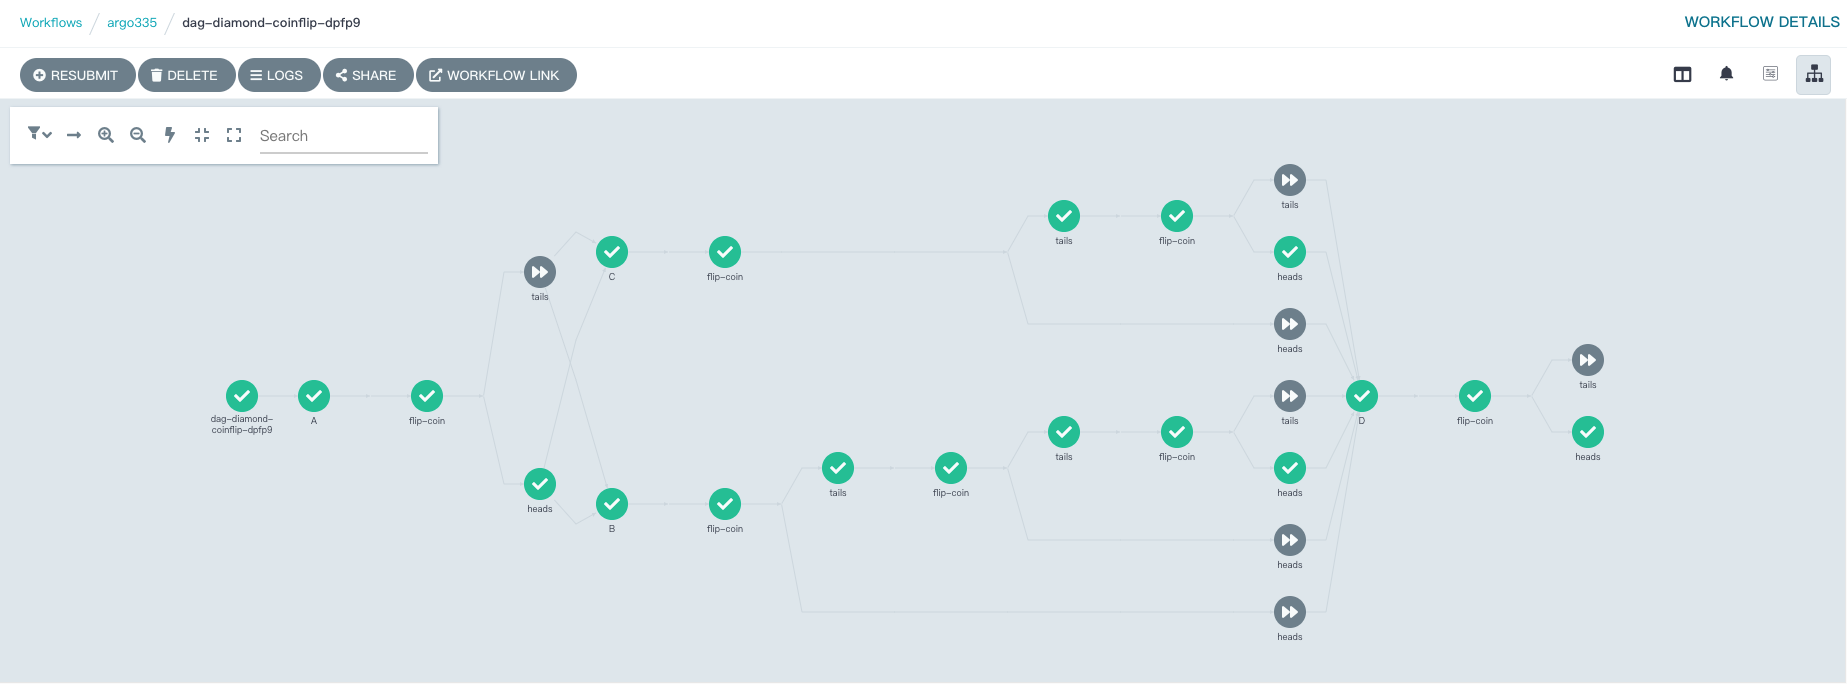 Workflows / argo335 / dag-diamond-coinflip-dpfp9
WORKFLOW DETAILS
RESUBMIT DELETE LOGS SHARE WORKFLOW LINK
Search
tails
tails
flip-coin
heads
C
flip-coin
tails
heads
tails
dag-diamond-
coinflip-dpfp9
A
flip-coin
tails
D
flip-coin
tails
flip-coin
heads
tails
flip-coin
heads
heads
B
flip-coin
heads
heads